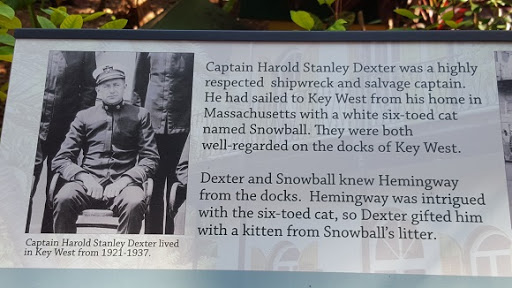 Captain Harold Stanley Dexter was a highly
respected shipwreck and salvage captain.
He had sailed to Key West from his home in
Massachusetts with a white six-toed cat
named Snowball. They were both
well-regarded on the docks of Key West.
Dexter and Snowball knew Hemingway
from the docks. Hemingway was intrigued
with the six-toed cat, so Dexter gifted him
with a kitten from Snowball's litter.
Captain Harold Stanley Dexter lived
in Key West from 1921-1937.